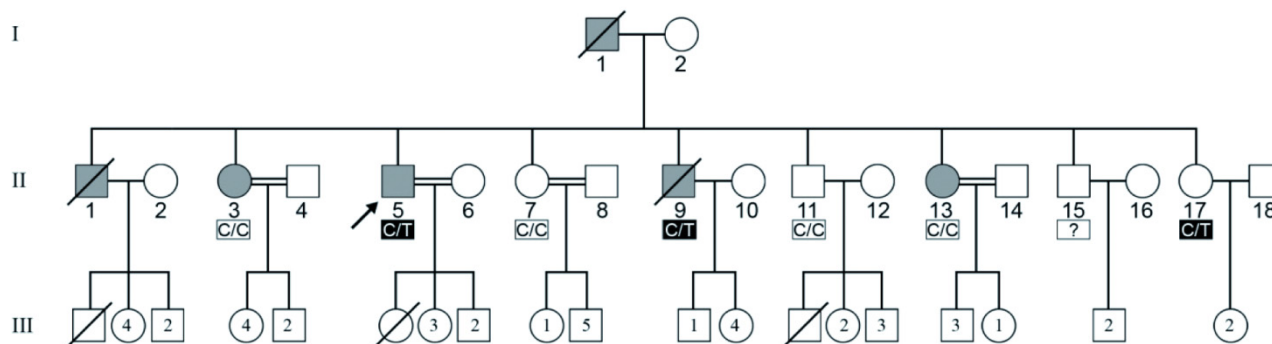 I
1 2
II
1 2 3 4 5 6 7 8 9 10 11 12 13 14 15 16 17 18
C/C C/T C/C C/T C/C C/C ? C/T
III
4 2 4 2 3 2 1 5 1 4 2 3 3 1 2 2